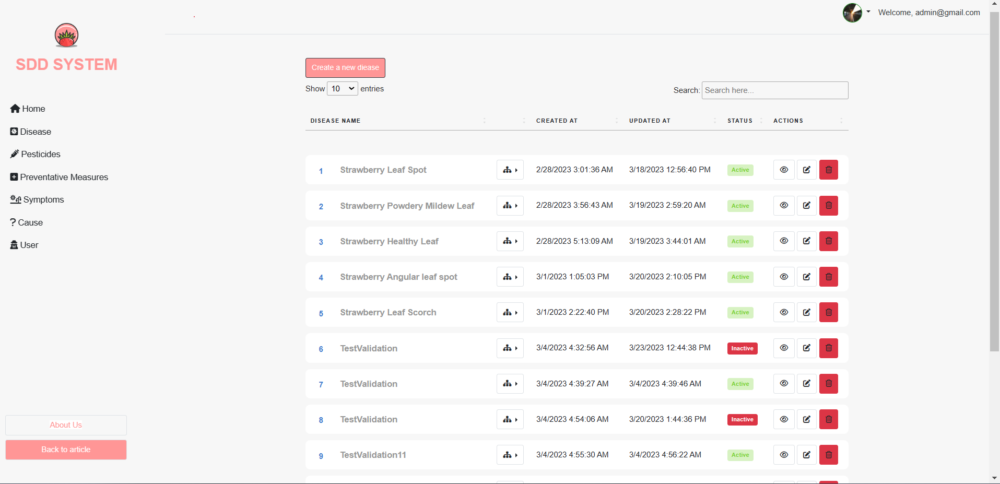 Welcome, admin@gmail.com
SDD SYSTEM
Home
Disease
Pesticides
Preventative Measures
Symptoms
? Cause
User
About Us
Back to article
Create a new diease
Show 10 entries
Search: Search here...
DISEASE NAME CREATED AT UPDATED AT STATUS ACTIONS
1 Strawberry Leaf Spot 2/28/2023 3:01:36 AM 3/18/2023 12:56:40 PM Active
2 Strawberry Powdery Mildew Leaf 2/28/2023 3:56:43 AM 3/19/2023 2:59:20 AM Active
3 Strawberry Healthy Leaf 2/28/2023 5:13:09 AM 3/19/2023 3:44:01 AM Active
4 Strawberry Angular leaf spot 3/1/2023 1:05:03 PM 3/20/2023 2:10:05 PM Active
5 Strawberry Leaf Scorch 3/1/2023 2:22:40 PM 3/20/2023 2:28:22 PM Active
6 TestValidation 3/4/2023 4:32:56 AM 3/23/2023 12:44:38 PM Inactive
7 TestValidation 3/4/2023 4:39:27 AM 3/4/2023 4:39:46 AM Active
8 TestValidation 3/4/2023 4:54:06 AM 3/20/2023 1:44:36 PM Inactive
9 TestValidation11 3/4/2023 4:55:30 AM 3/4/2023 4:56:22 AM Active